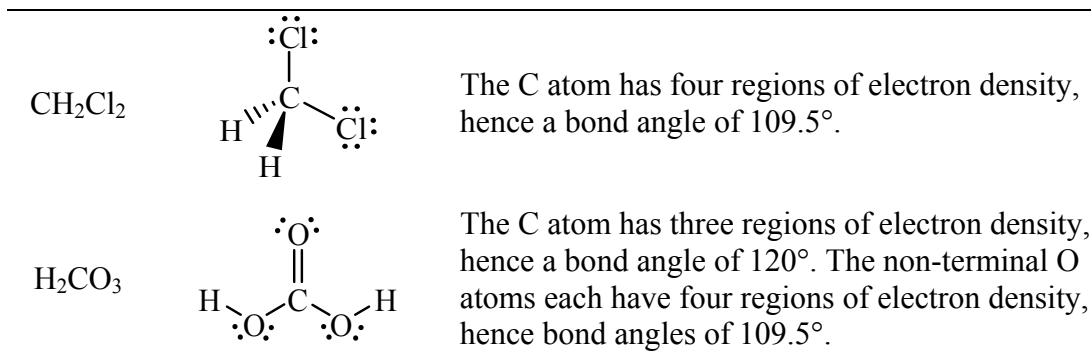 CH₂Cl₂
Cl
C
H
Cl
H
The C atom has four regions of electron density,
hence a bond angle of 109.5°.
H₂CO₃
O
H C H
O O
The C atom has three regions of electron density,
hence a bond angle of 120°. The non-terminal O
atoms each have four regions of electron density,
hence bond angles of 109.5°.